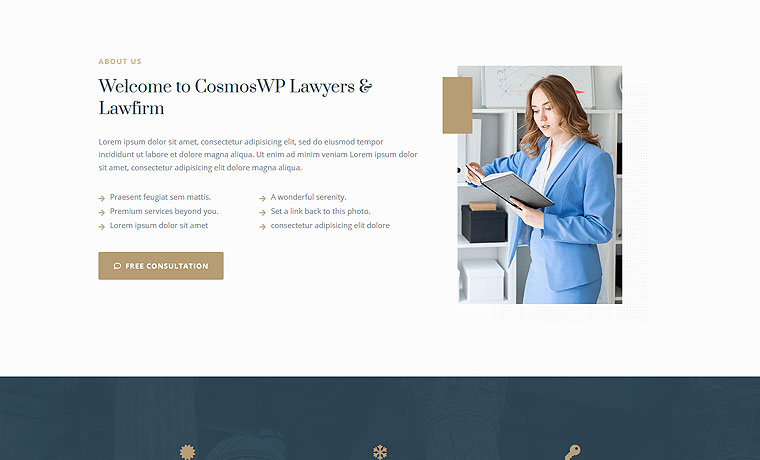 ABOUT US
Welcome to CosmosWP Lawyers &
Lawfirm
Lorem ipsum dolor sit amet, consectetur adipisicing elit, sed do eiusmod tempor
incididunt ut labore et dolore magna aliqua. Ut enim ad minim veniam Lorem ipsum dolor
sit amet, consectetur adipisicing elit dolore magna aliqua.
Praesent feugiat sem mattis.
A wonderful serenity.
Premium services beyond you.
Set a link back to this photo.
Lorem ipsum dolor sit amet
consectetur adipisicing elit dolore
FREE CONSULTATION